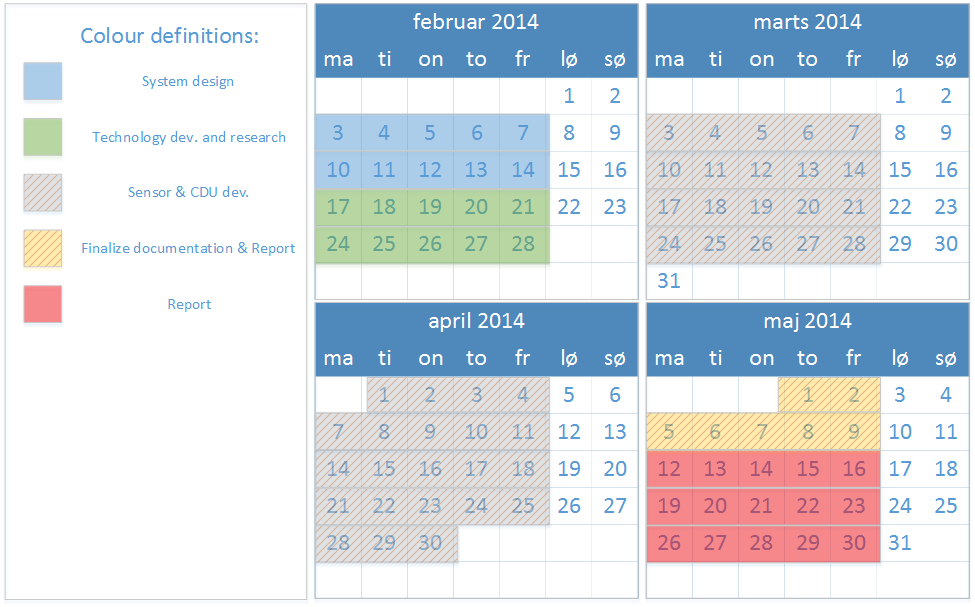 Colour definitions:
System design
Technology dev. and research
Sensor & CDU dev.
Finalize documentation & Report
Report
februar 2014
ma ti on to fr lø sø
1 2
3 4 5 6 7 8 9
10 11 12 13 14 15 16
17 18 19 20 21 22 23
24 25 26 27 28
marts 2014
ma ti on to fr lø sø
1 2
3 4 5 6 7 8 9
10 11 12 13 14 15 16
17 18 19 20 21 22 23
24 25 26 27 28 29 30
31
april 2014
ma ti on to fr lø sø
1 2 3 4 5 6
7 8 9 10 11 12 13
14 15 16 17 18 19 20
21 22 23 24 25 26 27
28 29 30
maj 2014
ma ti on to fr lø sø
1 2 3 4
5 6 7 8 9 10 11
12 13 14 15 16 17 18
19 20 21 22 23 24 25
26 27 28 29 30 31